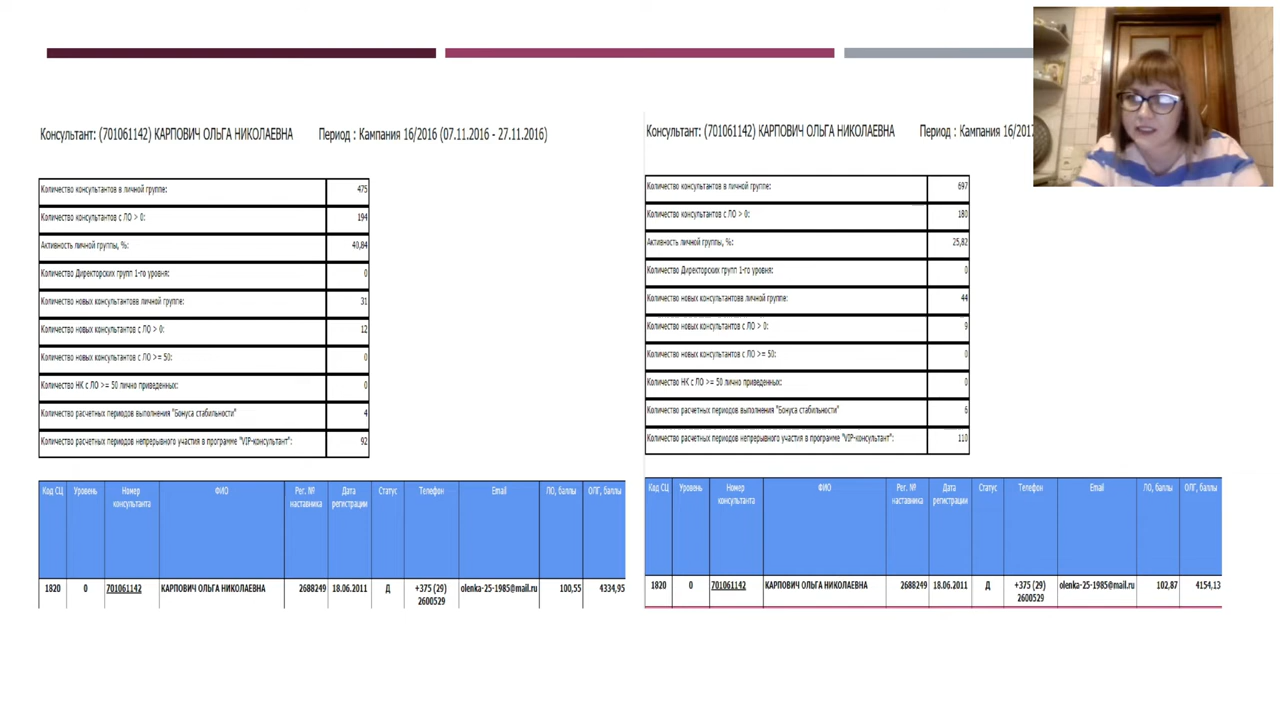 Консультант: (701061142) КАРПОВИЧ ОЛЬГА НИКОЛАЕВНА Период : Кампания 16/2016 (07.11.2016 - 27.11.2016)
Количество консультантов в личной группе: 475
Количество консультантов с ЛО > 0: 194
Активность личной группы, %: 40,84
Количество Директорских групп 1-го уровня: 0
Количество новых консультантовв личной группе: 31
Количество новых консультантов с ЛО > 0: 12
Количество новых консультантов с ЛО >= 50: 0
Количество НК с ЛО >= 50 лично приведенных: 0
Количество расчетных периодов выполнения "Бонуса стабильности" 4
Количество расчетных периодов непрерывного участия в программе "VIP-консультант": 92
Код СЦ Уровень Номер ФИО Рег. № Дата Статус Телефон Email ЛО, баллы ОЛГ, баллы
консультанта наставника регистрации
1820 0 701061142 КАРПОВИЧ ОЛЬГА НИКОЛАЕВНА 2688249 18.06.2011 Д +375 (29) olenka-25-1985@mail.ru 100,55 4334,95
2600529
Консультант: (701061142) КАРПОВИЧ ОЛЬГА НИКОЛАЕВНА Период : Кампания 16/2017
Количество консультантов в личной группе: 697
Количество консультантов с ЛО > 0: 180
Активность личной группы, %: 25,82
Количество Директорских групп 1-го уровня: 0
Количество новых консультантовв личной группе: 44
Количество новых консультантов с ЛО > 0: 9
Количество новых консультантов с ЛО >= 50: 0
Количество НК с ЛО >= 50 лично приведенных: 0
Количество расчетных периодов выполнения "Бонуса стабильности" 6
Количество расчетных периодов непрерывного участия в программе "VIP-консультант": 110
Код СЦ Уровень Номер ФИО Рег. № Дата Статус Телефон Email ЛО, баллы ОЛГ, баллы
консультанта наставника регистрации
1820 0 701061142 КАРПОВИЧ ОЛЬГА НИКОЛАЕВНА 2688249 18.06.2011 Д +375 (29) olenka-25-1985@mail.ru 102,87 4154,13
2600529